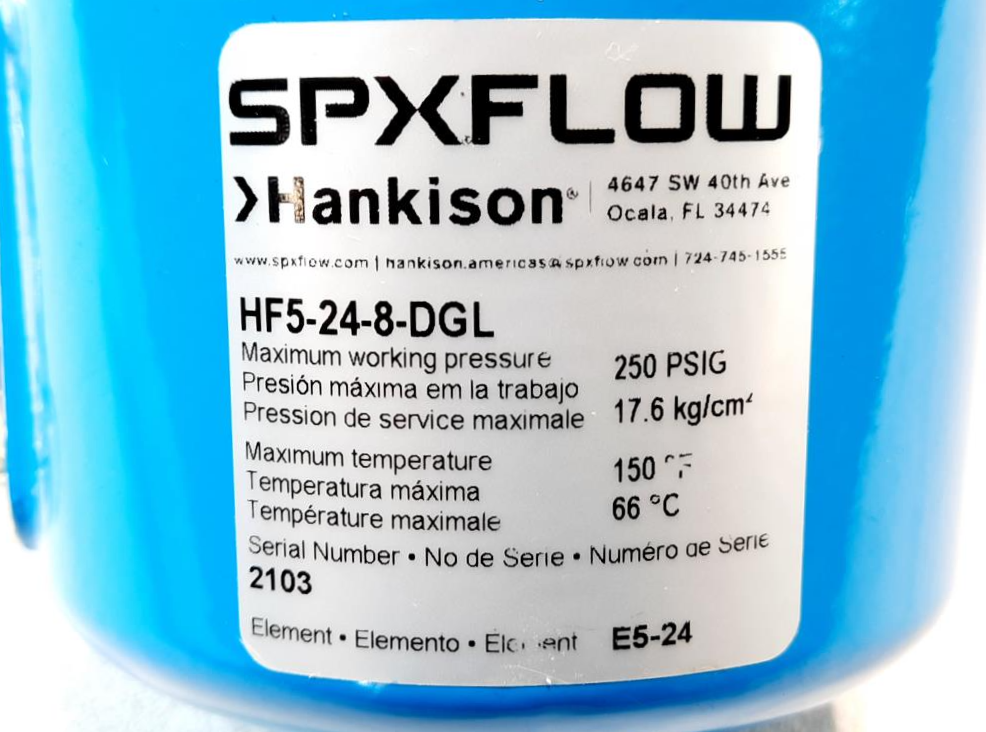 SPXFLOW
Hankison® 4647 SW 40th Ave
Ocala, FL 34474
www.spxflow.com | hankison.americas@spxflow.com | 724-745-1555
HF5-24-8-DGL
Maximum working pressure 250 PSIG
Presión máxima em la trabajo
Pression de service maximale 17.6 kg/cm²
Maximum temperature 150 °F
Temperatura máxima
Température maximale 66 °C
Serial Number • No de Serie • Numéro de Serie
2103
Element • Elemento • Element E5-24